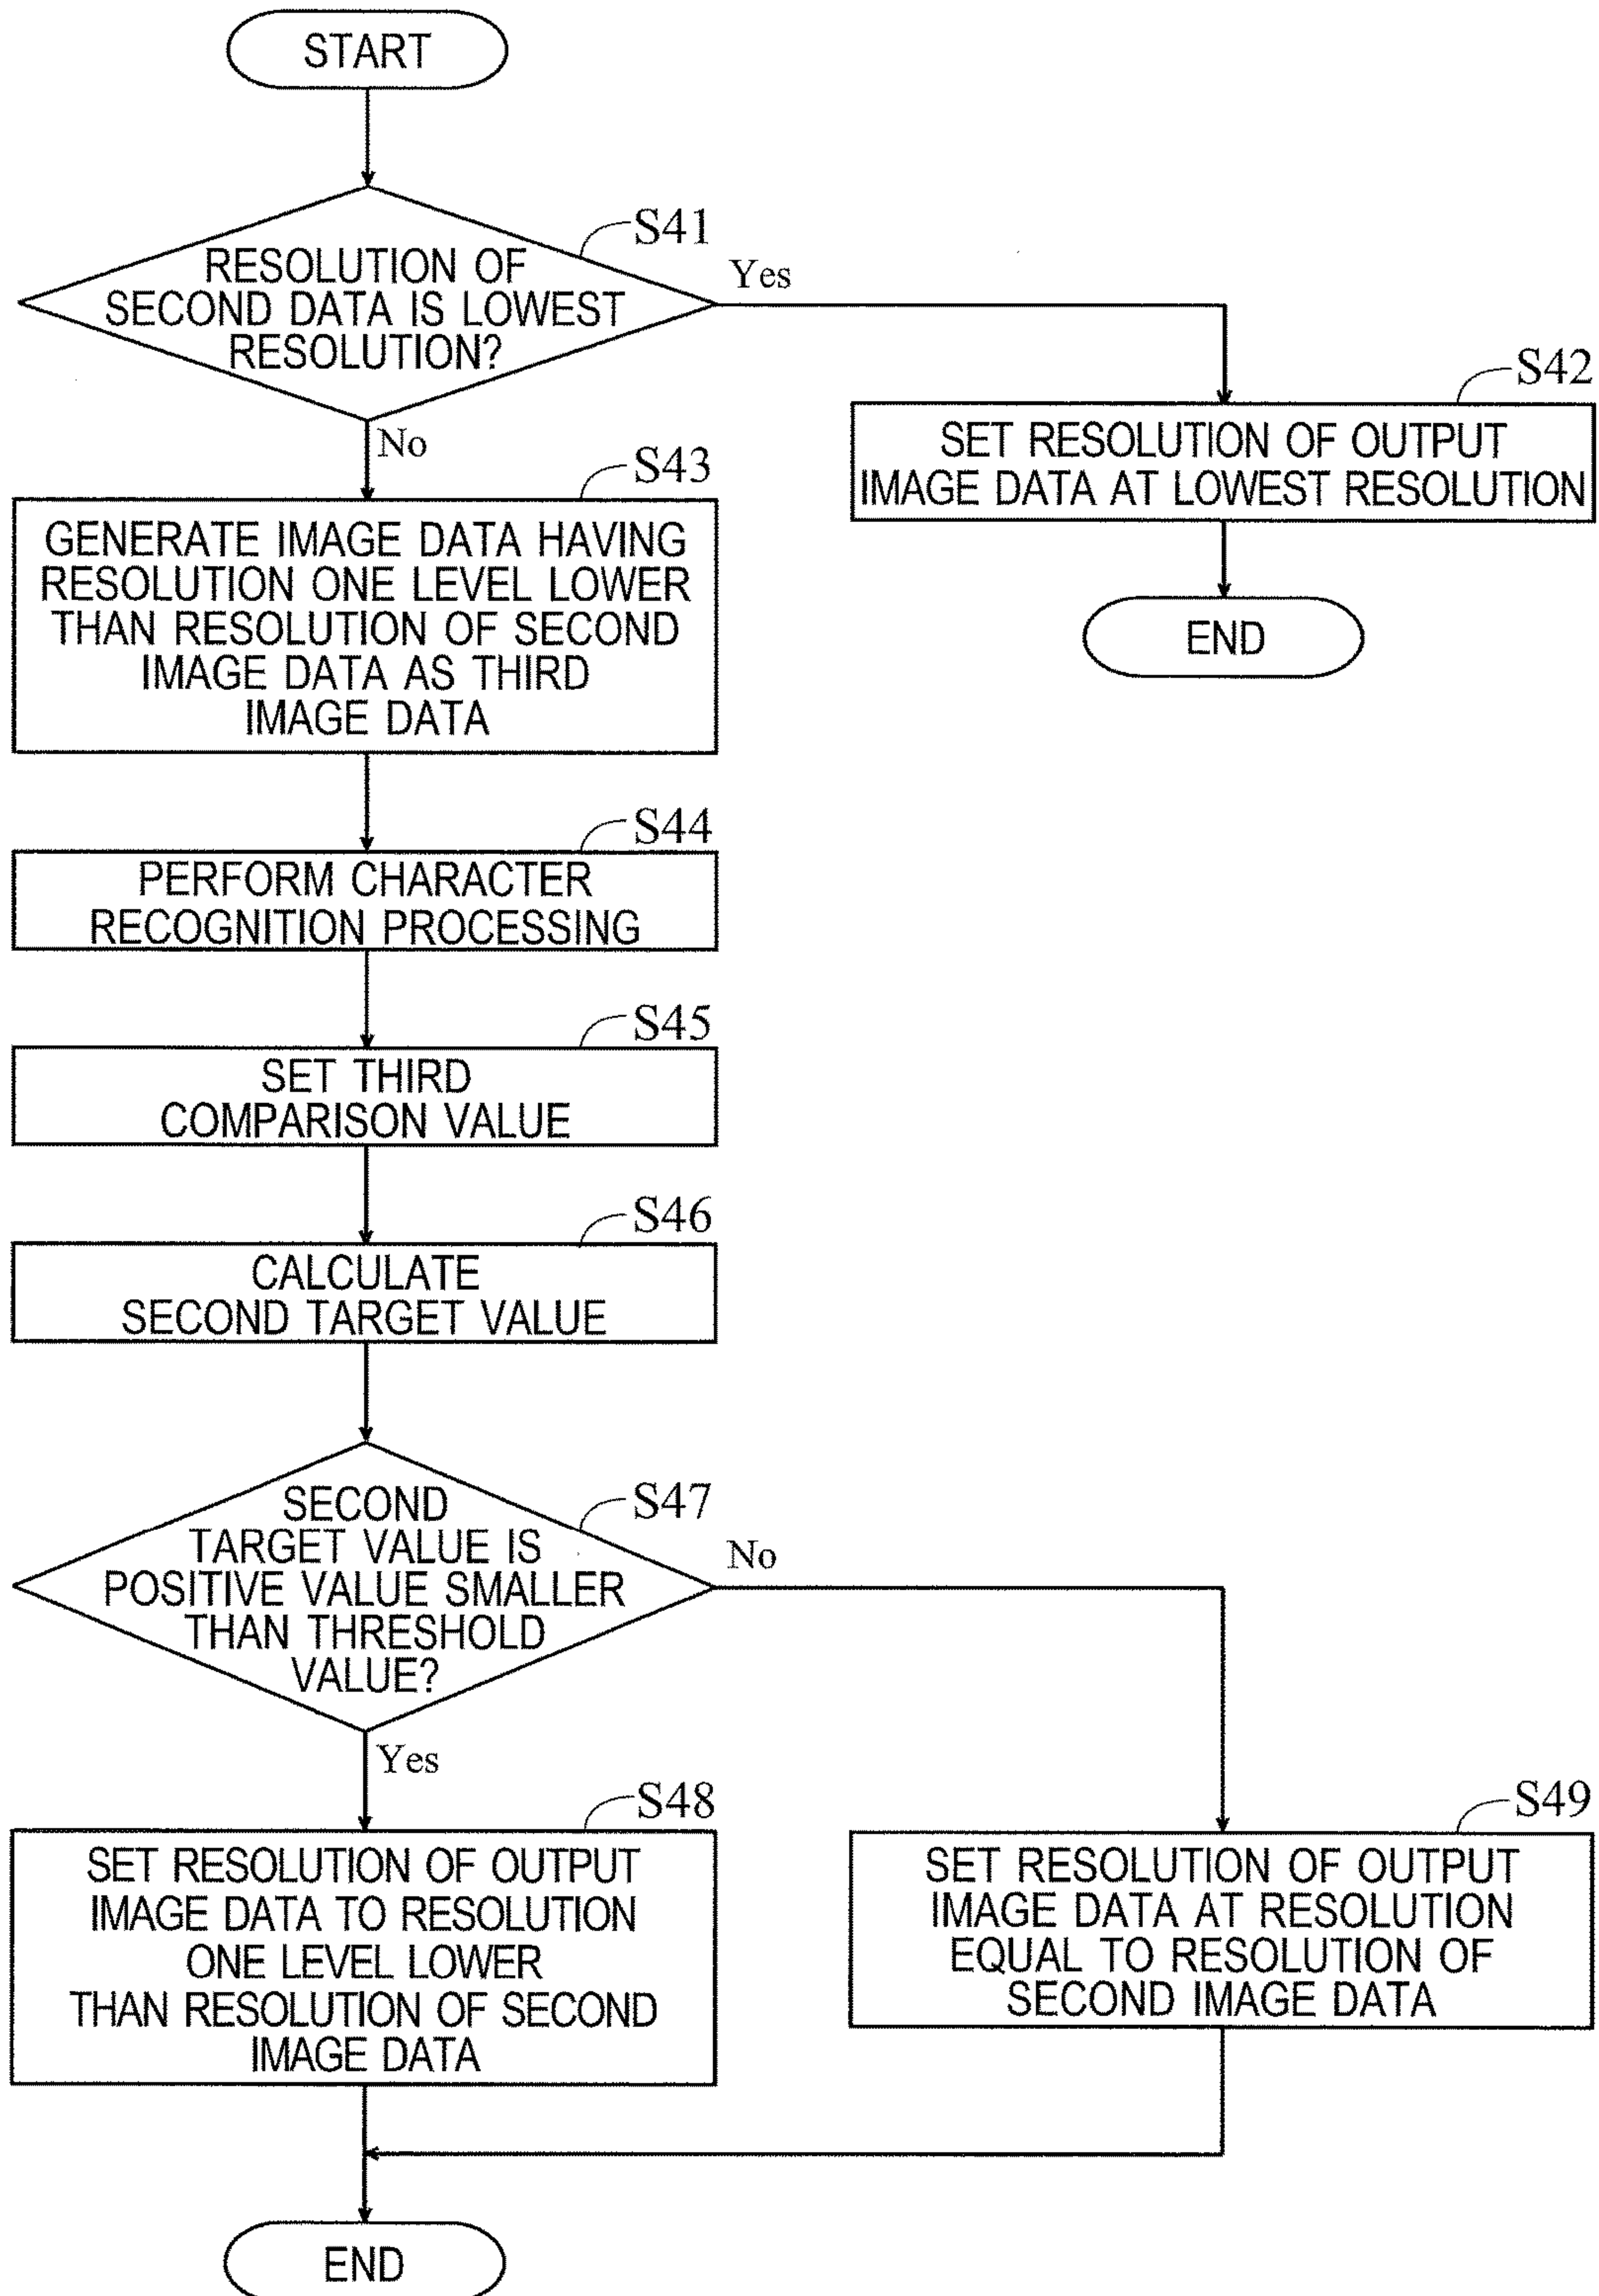 START
S41
RESOLUTION OF
SECOND DATA IS LOWEST
RESOLUTION?
Yes
No
S42
SET RESOLUTION OF OUTPUT
IMAGE DATA AT LOWEST RESOLUTION
END
S43
GENERATE IMAGE DATA HAVING
RESOLUTION ONE LEVEL LOWER
THAN RESOLUTION OF SECOND
IMAGE DATA AS THIRD
IMAGE DATA
S44
PERFORM CHARACTER
RECOGNITION PROCESSING
S45
SET THIRD
COMPARISON VALUE
S46
CALCULATE
SECOND TARGET VALUE
S47
SECOND
TARGET VALUE IS
POSITIVE VALUE SMALLER
THAN THRESHOLD
VALUE?
No
Yes
S48
SET RESOLUTION OF OUTPUT
IMAGE DATA TO RESOLUTION
ONE LEVEL LOWER
THAN RESOLUTION OF SECOND
IMAGE DATA
S49
SET RESOLUTION OF OUTPUT
IMAGE DATA AT RESOLUTION
EQUAL TO RESOLUTION OF
SECOND IMAGE DATA
END